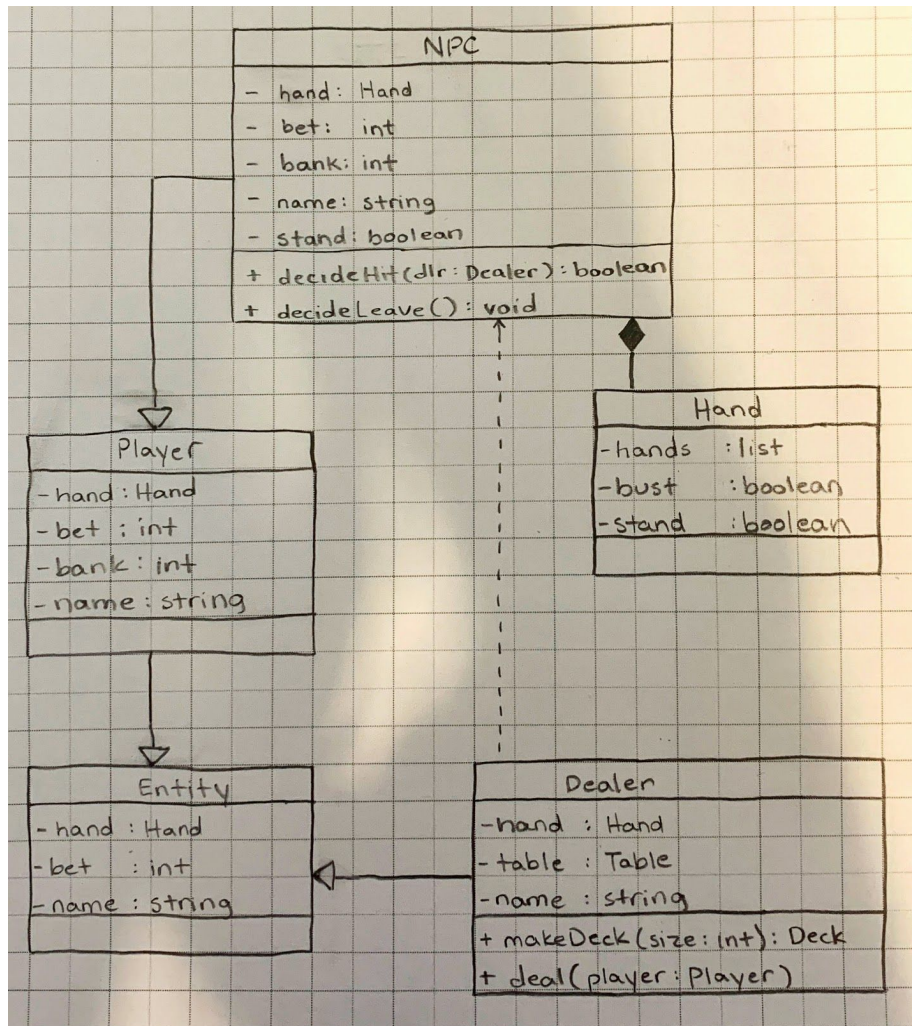 NPC
- hand: Hand
- bet: int
- bank: int
- name: string
- stand: boolean
+ decideHit(dlr: Dealer): boolean
+ decideLeave(): void
Hand
-hands :list
-bust :boolean
-stand :boolean
Player
-hand: Hand
-bet : int
-bank: int
-name: string
Entity
-hand : Hand
-bet : int
-name : string
Dealer
-hand : Hand
-table : Table
-name : string
+ makeDeck(size: int): Deck
+ deal(player: Player)